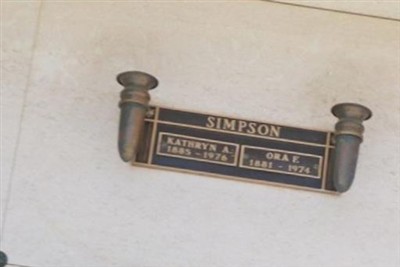 SIMPSON
KATHRYN A.
1885 - 1976
ORA F.
1881 - 1974